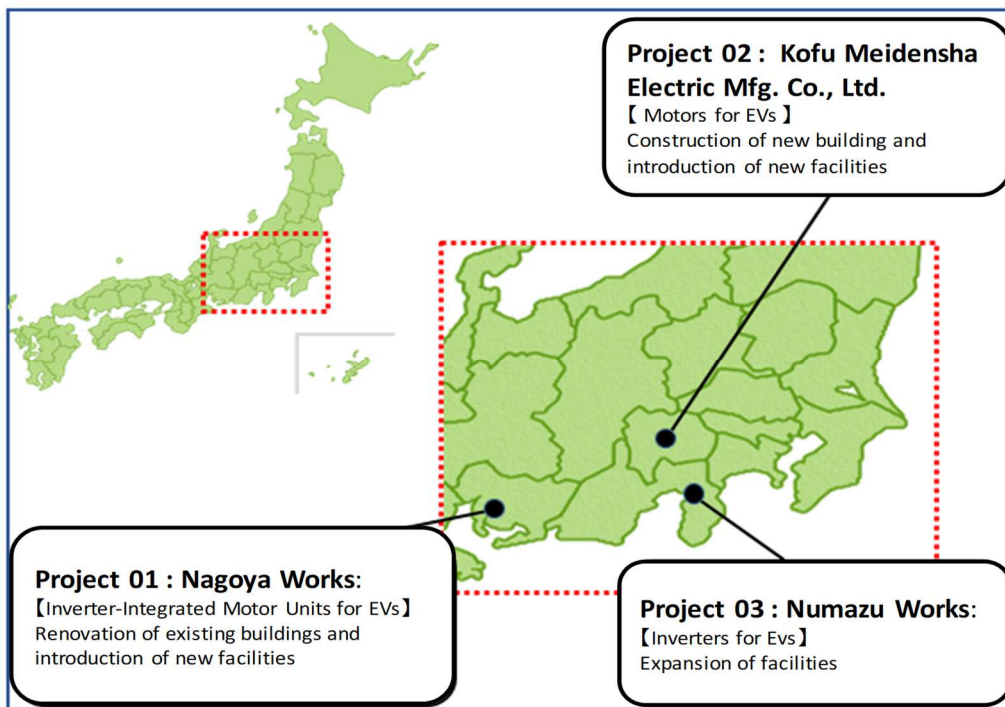 Project 02 : Kofu Meidensha
Electric Mfg. Co., Ltd.
【 Motors for EVs 】
Construction of new building and
introduction of new facilities
Project 01 : Nagoya Works:
【Inverter-Integrated Motor Units for EVs】
Renovation of existing buildings and
introduction of new facilities
Project 03 : Numazu Works:
【Inverters for Evs】
Expansion of facilities